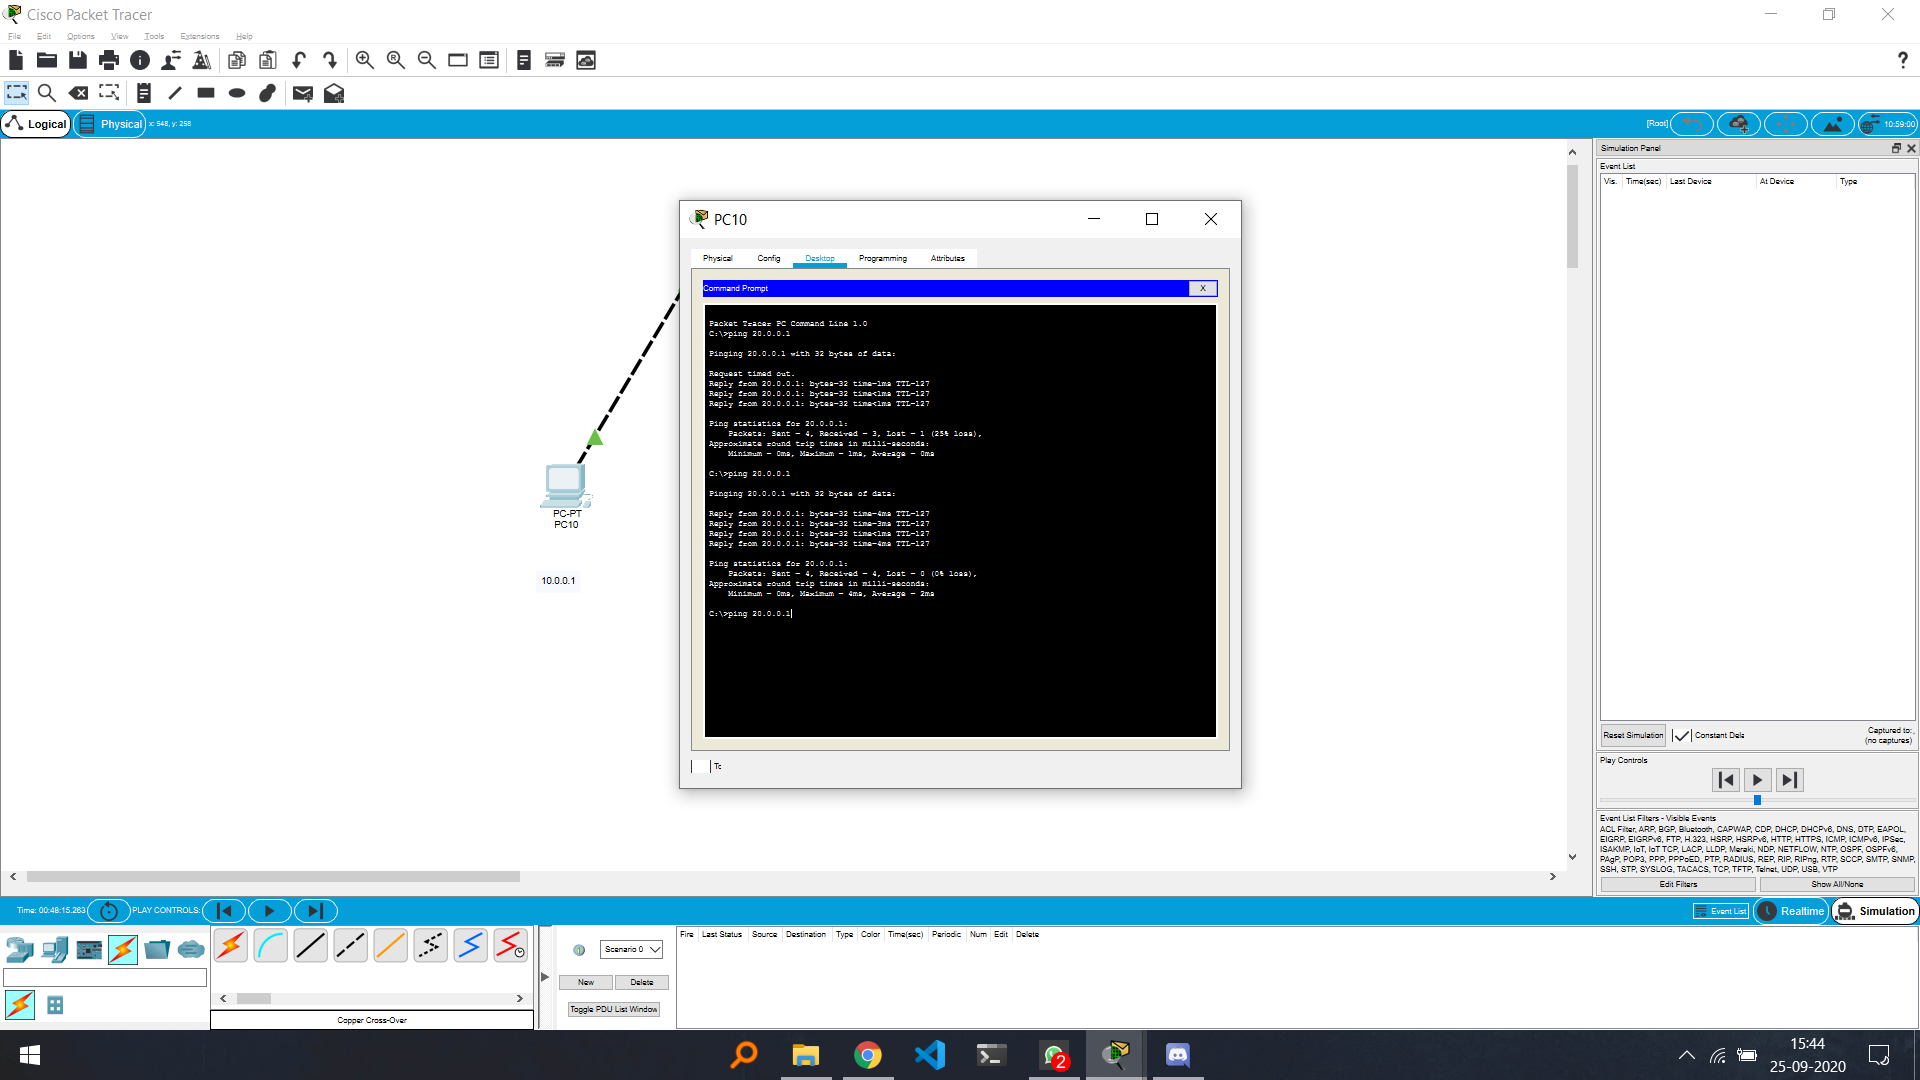 Cisco Packet Tracer
File Edit Options View Tools Extensions Help
Logical Physical x: 548, y: 258 [Root] 10:59:00
Simulation Panel
Event List
Vis. Time(sec) Last Device At Device Type
PC10
Physical Config Desktop Programming Attributes
Command Prompt X
Packet Tracer PC Command Line 1.0
C:\>ping 20.0.0.1
Pinging 20.0.0.1 with 32 bytes of data:
Request timed out.
Reply from 20.0.0.1: bytes=32 time=1ms TTL=127
Reply from 20.0.0.1: bytes=32 time<1ms TTL=127
Reply from 20.0.0.1: bytes=32 time<1ms TTL=127
Ping statistics for 20.0.0.1:
Packets: Sent = 4, Received = 3, Lost = 1 (25% loss),
Approximate round trip times in milli-seconds:
Minimum = 0ms, Maximum = 1ms, Average = 0ms
C:\>ping 20.0.0.1
Pinging 20.0.0.1 with 32 bytes of data:
Reply from 20.0.0.1: bytes=32 time=4ms TTL=127
Reply from 20.0.0.1: bytes=32 time=3ms TTL=127
Reply from 20.0.0.1: bytes=32 time<1ms TTL=127
Reply from 20.0.0.1: bytes=32 time=4ms TTL=127
Ping statistics for 20.0.0.1:
Packets: Sent = 4, Received = 4, Lost = 0 (0% loss),
Approximate round trip times in milli-seconds:
Minimum = 0ms, Maximum = 4ms, Average = 2ms
C:\>ping 20.0.0.1
To
PC-PT
PC10
10.0.0.1
Reset Simulation Constant Dela Captured to:
(no captures)
Play Controls
Event List Filters - Visible Events
ACL Filter, ARP, BGP, Bluetooth, CAPWAP, CDP, DHCP, DHCPv6, DNS, DTP, EAPOL,
EIGRP, EIGRPv6, FTP, H.323, HSRP, HSRPv6, HTTP, HTTPS, ICMP, ICMPv6, IPSec,
ISAKMP, IoT, IoT TCP, LACP, LLDP, Meraki, NDP, NETFLOW, NTP, OSPF, OSPFv6,
PAgP, POP3, PPP, PPPoED, PTP, RADIUS, REP, RIP, RIPng, RTP, SCCP, SMTP, SNMP,
SSH, STP, SYSLOG, TACACS, TCP, TFTP, Telnet, UDP, USB, VTP
Edit Filters Show All/None
Time: 00:48:15.263 PLAY CONTROLS: Event List Realtime Simulation
Scenario 0
New Delete
Toggle PDU List Window
Fire Last Status Source Destination Type Color Time(sec) Periodic Num Edit Delete
Copper Cross-Over
2
15:44
25-09-2020